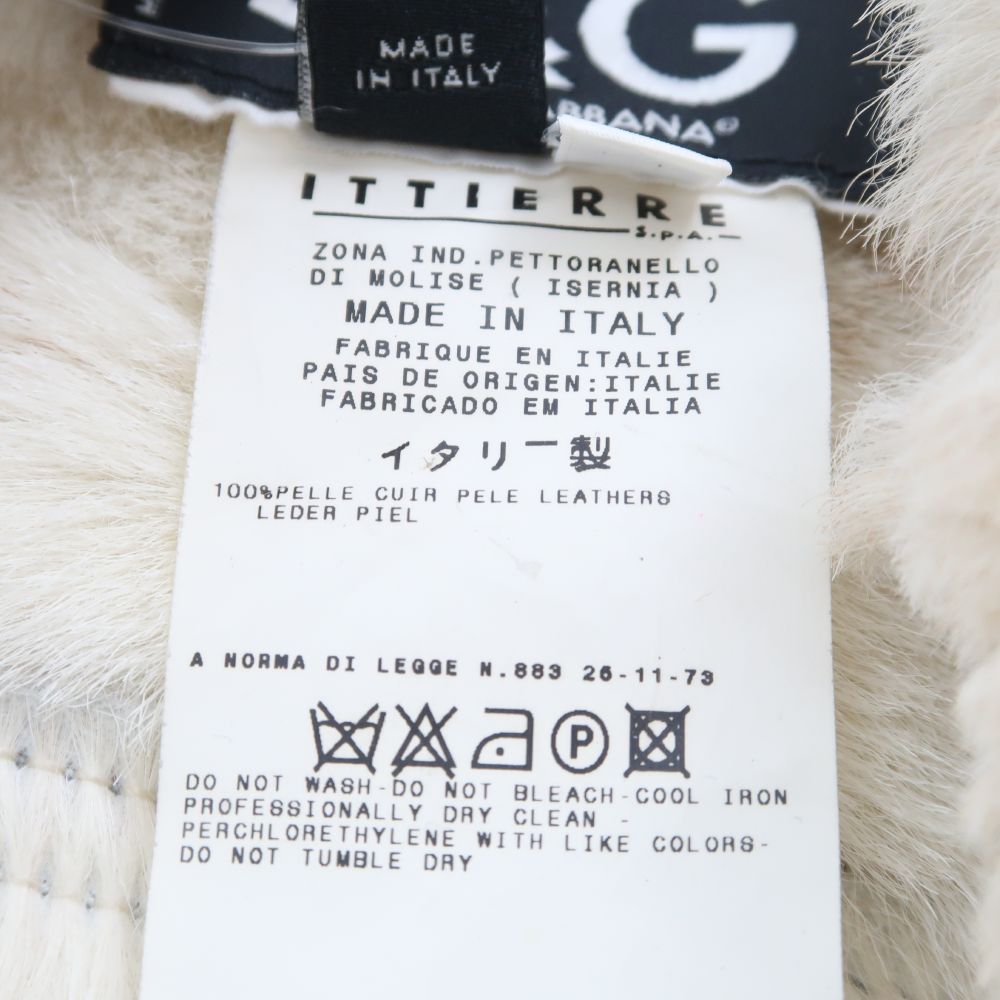 MADE
IN ITALY
&G
ABBANA©
ITTIERRE
S.p.A.
ZONA IND.PETTORANELLO
DI MOLISE ( ISERNIA )
MADE IN ITALY
FABRIQUE EN ITALIE
PAIS DE ORIGEN:ITALIE
FABRICADO EM ITALIA
イタリー製
100%PELLE CUIR PELE LEATHERS
LEDER PIEL
A NORMA DI LEGGE N.883 26-11-73
P
DO NOT WASH-DO NOT BLEACH-COOL IRON
PROFESSIONALLY DRY CLEAN -
PERCHLORETHYLENE WITH LIKE COLORS-
DO NOT TUMBLE DRY